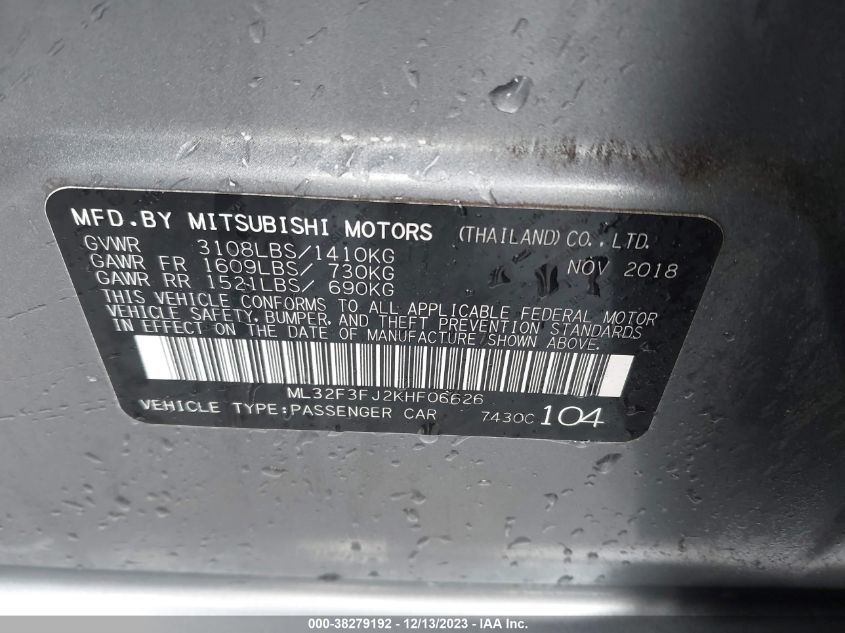 MFD.BY MITSUBISHI MOTORS (THAILAND) CO., LTD.
GVWR 3108LBS/1410KG NOV 2018
GAWR FR 1609LBS/ 730KG
GAWR RR 1521LBS/ 690KG
THIS VEHICLE CONFORMS TO ALL APPLICABLE FEDERAL MOTOR
VEHICLE SAFETY, BUMPER, AND THEFT PREVENTION STANDARDS
IN EFFECT ON THE DATE OF MANUFACTURE SHOWN ABOVE.
ML32F3FJ2KHF06626
VEHICLE TYPE:PASSENGER CAR 7430C 104
000-38279192 - 12/13/2023 - IAA Inc.